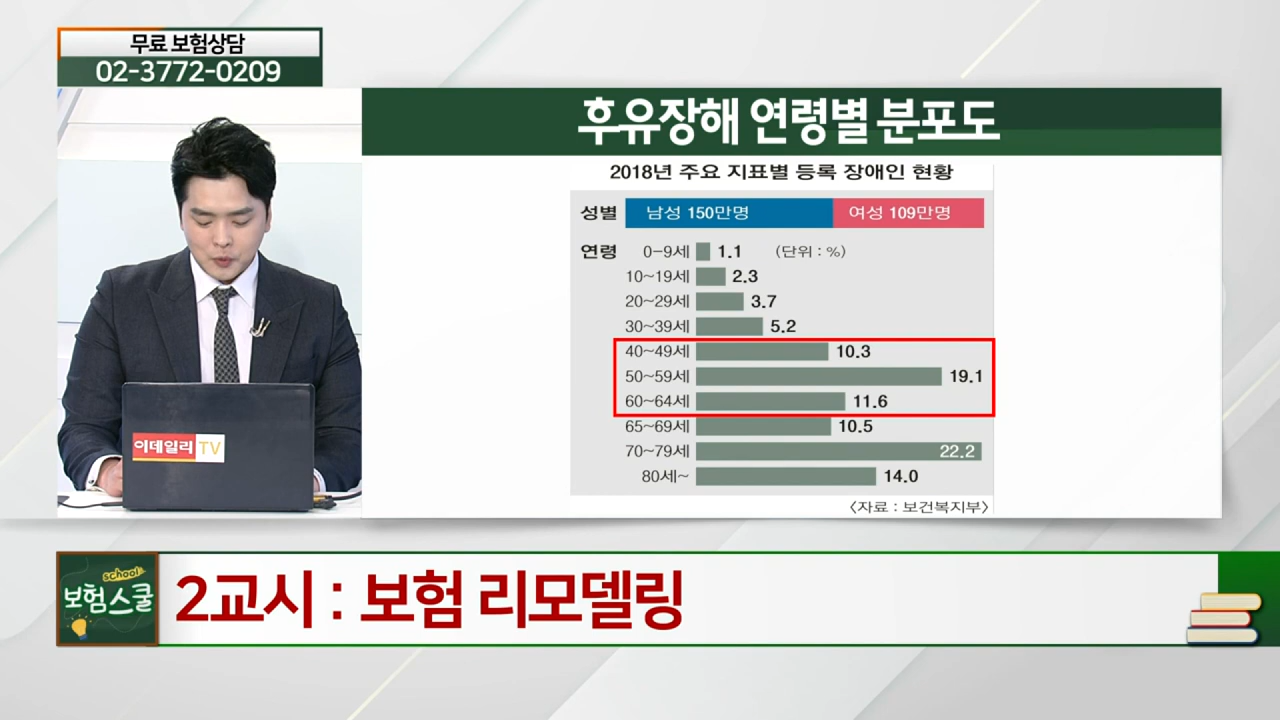 무료 보험상담
02-3772-0209
후유장해 연령별 분포도
2018년 주요 지표별 등록 장애인 현황
성별 남성 150만명 여성 109만명
연령 0-9세 1.1 (단위 : %)
10~19세 2.3
20~29세 3.7
30~39세 5.2
40~49세 10.3
50~59세 19.1
60~64세 11.6
65~69세 10.5
70~79세 22.2
80세~ 14.0
<자료 : 보건복지부>
이데일리 TV
school
보험스쿨
2교시 : 보험 리모델링